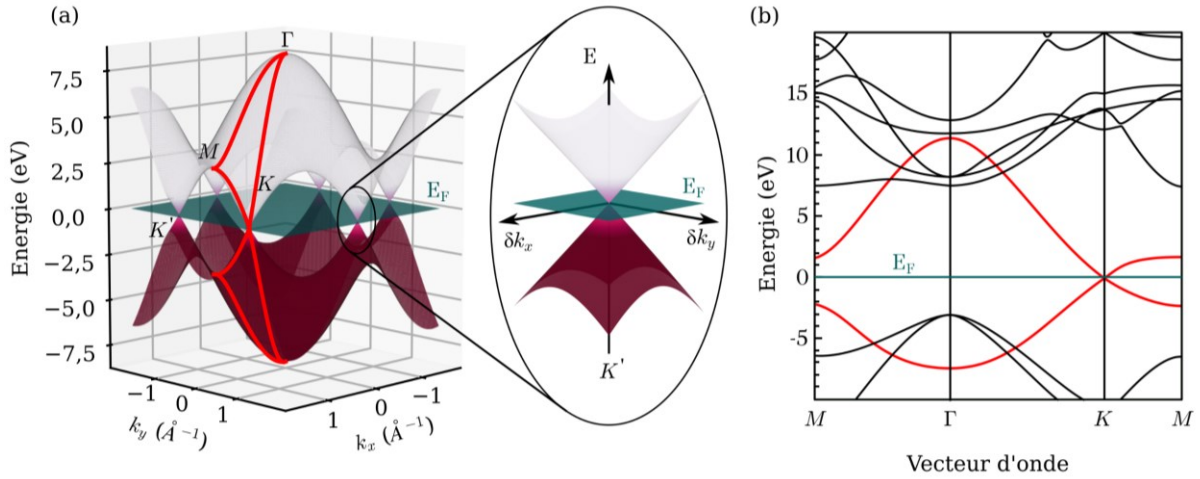 (a)
Γ
7,5
5,0
2,5
0,0
−2,5
−5,0
−7,5
Energie (eV)
M
K
K'
E_F
−1
0
1
k_y (Å⁻¹)
1
0
−1
k_x (Å⁻¹)
E
E_F
δk_x
δk_y
K'
(b)
15
10
5
0
-5
Energie (eV)
E_F
M
Γ
K
M
Vecteur d'onde